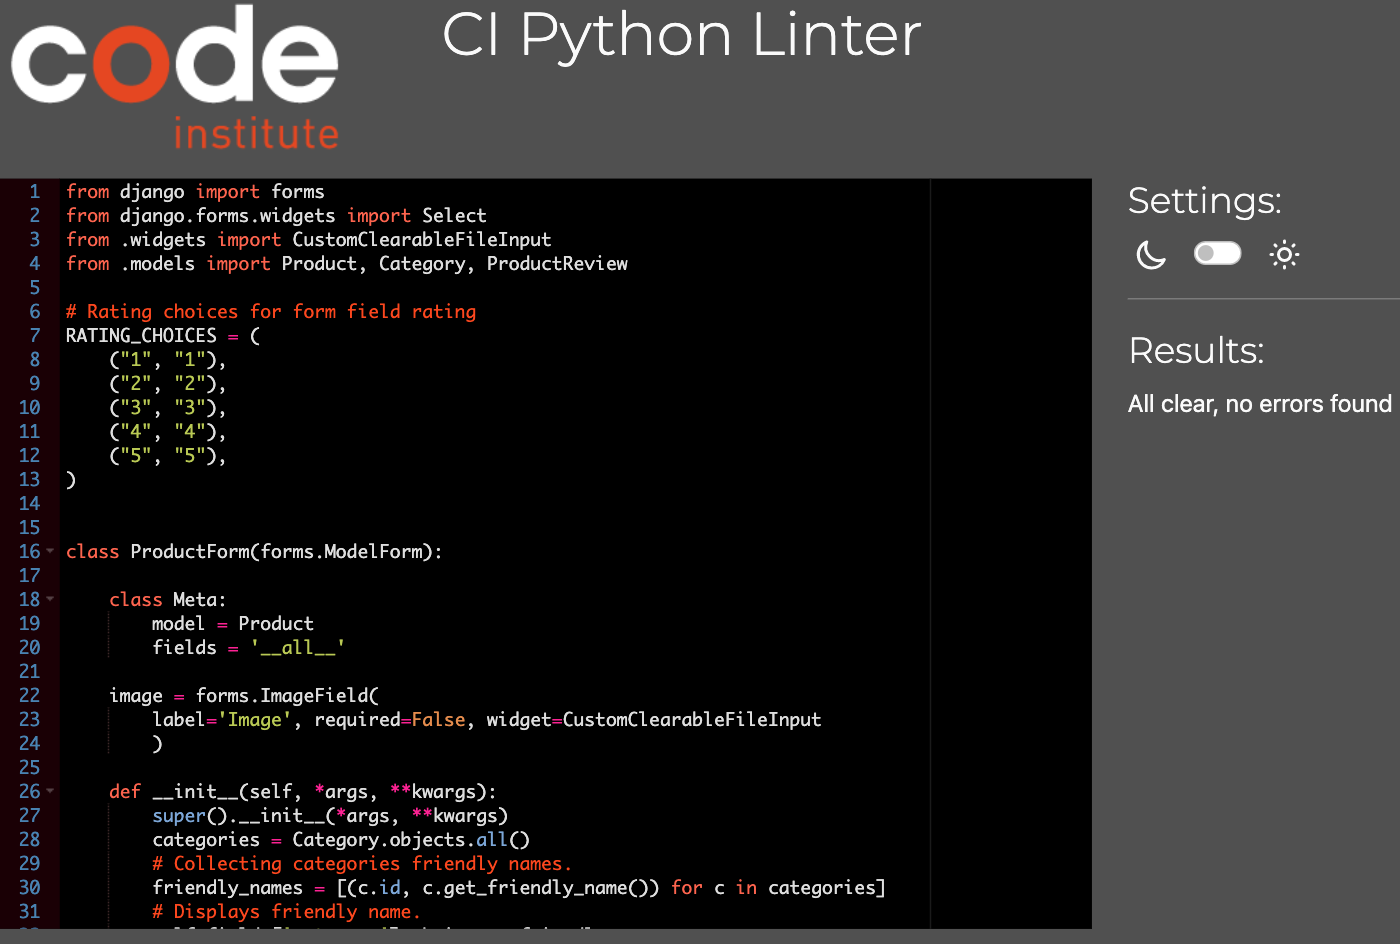 code
institute
CI Python Linter
1 from django import forms
2 from django.forms.widgets import Select
3 from .widgets import CustomClearableFileInput
4 from .models import Product, Category, ProductReview
5
6 # Rating choices for form field rating
7 RATING_CHOICES = (
8     ("1", "1"),
9     ("2", "2"),
10     ("3", "3"),
11     ("4", "4"),
12     ("5", "5"),
13 )
14
15
16 class ProductForm(forms.ModelForm):
17
18     class Meta:
19         model = Product
20         fields = '__all__'
21
22     image = forms.ImageField(
23         label='Image', required=False, widget=CustomClearableFileInput
24         )
25
26     def __init__(self, *args, **kwargs):
27         super().__init__(*args, **kwargs)
28         categories = Category.objects.all()
29         # Collecting categories friendly names.
30         friendly_names = [(c.id, c.get_friendly_name()) for c in categories]
31         # Displays friendly name.
Settings:
Results:
All clear, no errors found